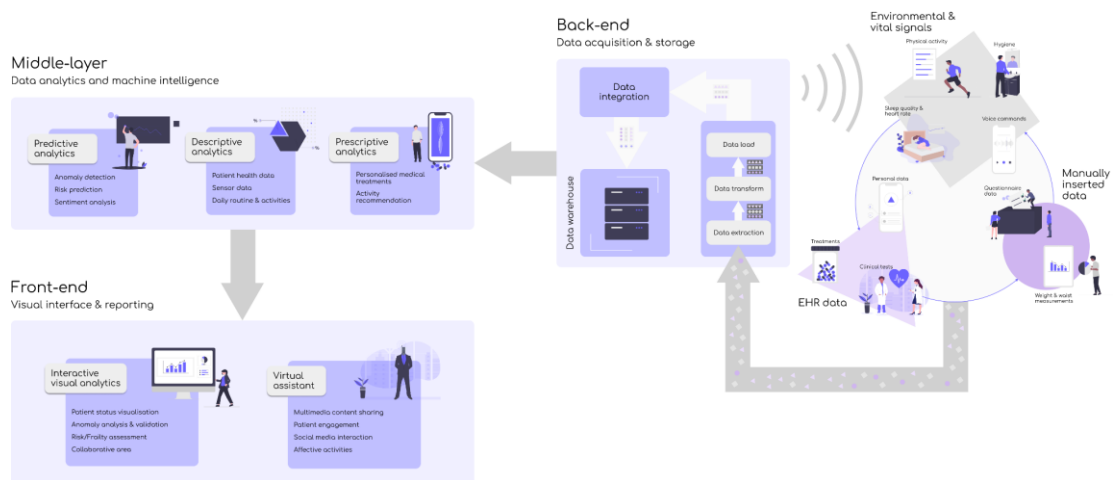 Middle-layer
Data analytics and machine intelligence
Predictive
analytics
Anomaly detection
Risk prediction
Sentiment analysis
Descriptive
analytics
Patient health data
Sensor data
Daily routine & activities
Prescriptive
analytics
Personalised medical
treatments
Activity
recommendation
Front-end
Visual interface & reporting
Interactive
visual analytics
Patient status visualisation
Anomaly analysis & validation
Risk/Frailty assessment
Collaborative area
Virtual
assistant
Multimedia content sharing
Patient engagement
Social media interaction
Affective activities
Back-end
Data acquisition & storage
Data
integration
Data warehouse
Data load
Data transform
Data extraction
Environmental &
vital signals
Physical activity
Hygiene
Sleep quality &
heart rate
Voice commands
Personal data
Questionnaire
data
Manually
inserted
data
Treatments
Clinical tests
EHR data
Weight & waist
measurements